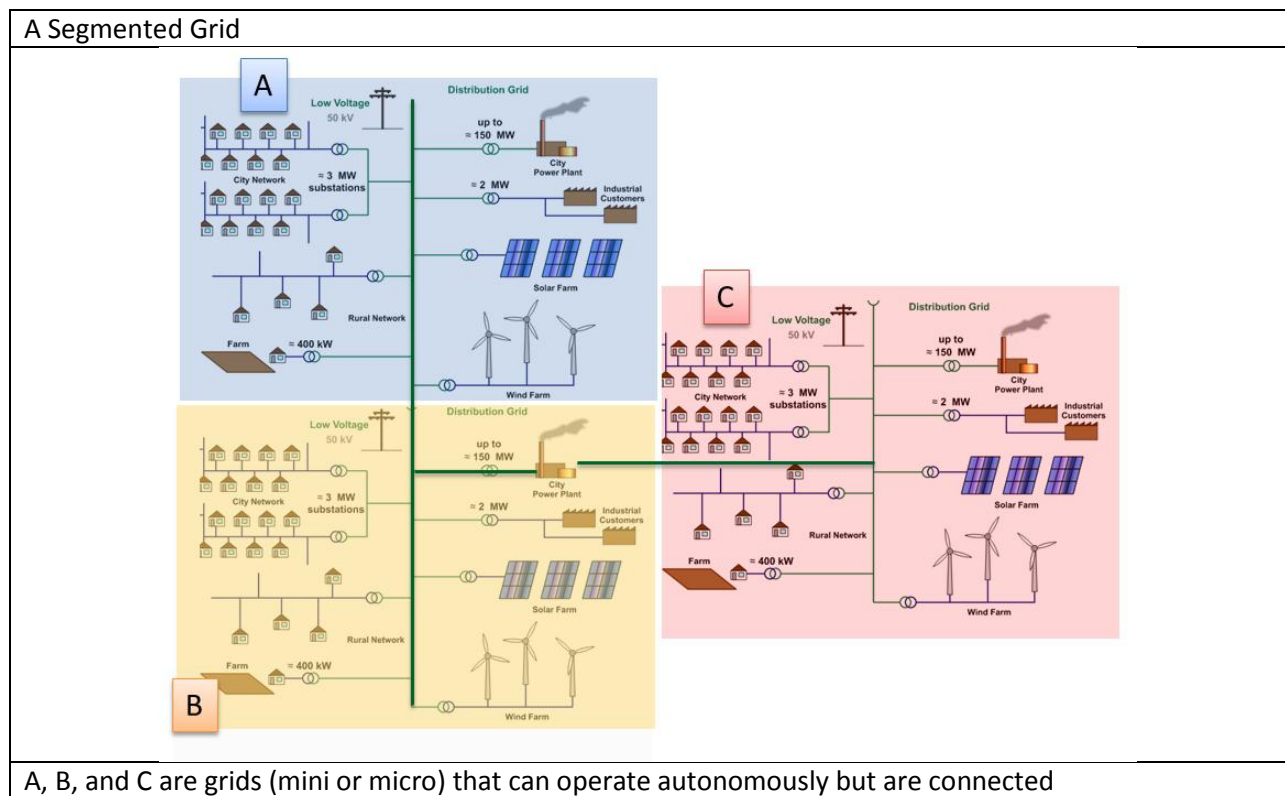 A Segmented Grid
A
Low Voltage
50 kV
Distribution Grid
up to
≈ 150 MW
City
Power Plant
City Network
≈ 3 MW
substations
≈ 2 MW
Industrial
Customers
Solar Farm
Rural Network
Farm
≈ 400 kW
Wind Farm
B
Low Voltage
50 kV
Distribution Grid
up to
≈ 150 MW
City
Power Plant
City Network
≈ 3 MW
substations
≈ 2 MW
Industrial
Customers
Solar Farm
Rural Network
Farm
≈ 400 kW
Wind Farm
C
Low Voltage
50 kV
Distribution Grid
up to
≈ 150 MW
City
Power Plant
City Network
≈ 3 MW
substations
≈ 2 MW
Industrial
Customers
Solar Farm
Rural Network
Farm
≈ 400 kW
Wind Farm
A, B, and C are grids (mini or micro) that can operate autonomously but are connected